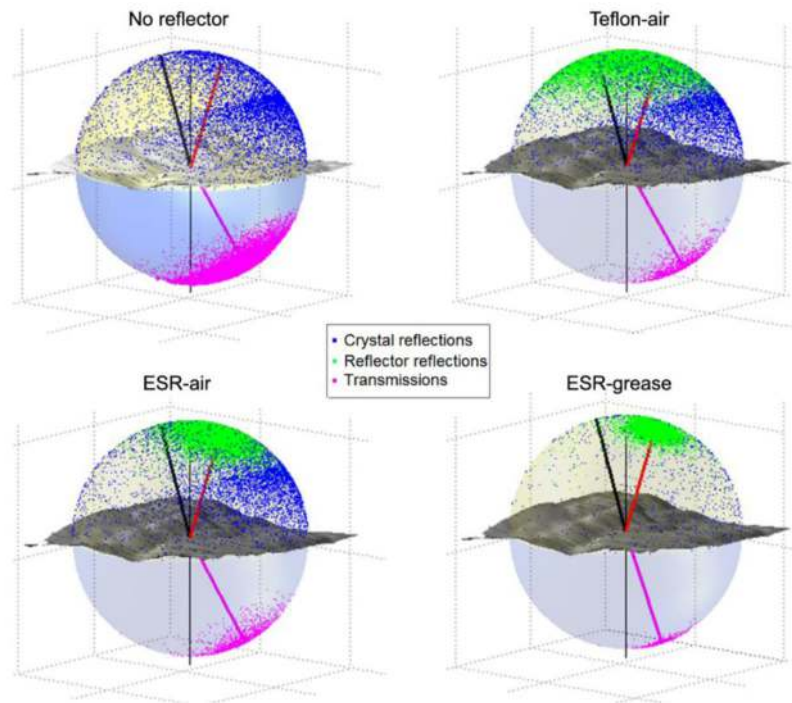 No reflector
Teflon-air
Crystal reflections
Reflector reflections
Transmissions
ESR-air
ESR-grease